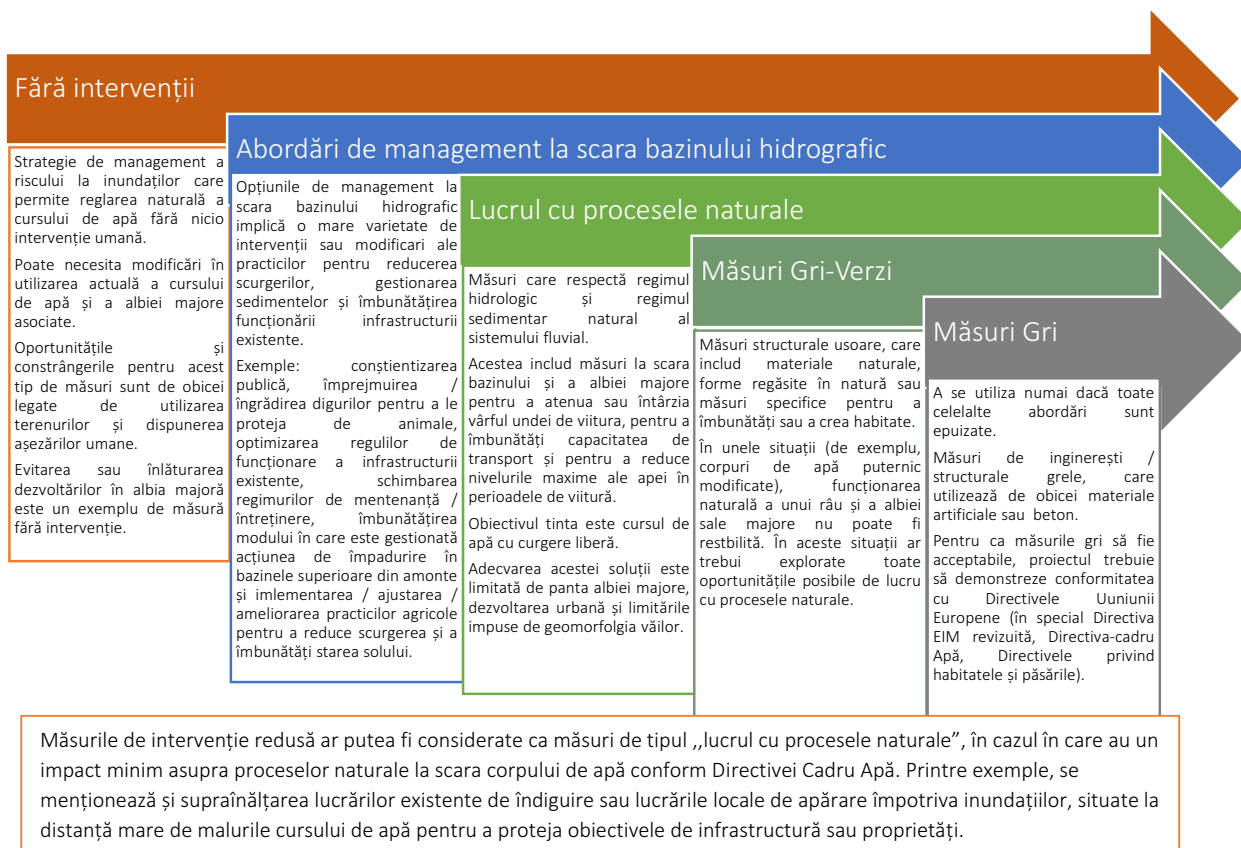 Fără intervenții
Strategie de management a
riscului la inundaților care
permite reglarea naturală a
cursului de apă fără nicio
intervenție umană.
Poate necesita modificări în
utilizarea actuală a cursului
de apă și a albiei majore
asociate.
Oportunitățile și
constrângerile pentru acest
tip de măsuri sunt de obicei
legate de utilizarea
terenurilor și dispunerea
așezărilor umane.
Evitarea sau înlăturarea
dezvoltărilor în albia majoră
este un exemplu de măsură
fără intervenție.
Abordări de management la scara bazinului hidrografic
Opțiunile de management la
scara bazinului hidrografic
implică o mare varietate de
intervenții sau modificari ale
practicilor pentru reducerea
scurgerilor, gestionarea
sedimentelor și îmbunătățirea
funcționării infrastructurii
existente.
Exemple: conștientizarea
publică, împrejmuirea /
îngrădirea digurilor pentru a le
proteja de animale,
optimizarea regulilor de
funcționare a infrastructurii
existente, schimbarea
regimurilor de mentenanță /
întreținere, îmbunătățirea
modului în care este gestionată
acțiunea de împadurire în
bazinele superioare din amonte
și imlementarea / ajustarea /
ameliorarea practicilor agricole
pentru a reduce scurgerea și a
îmbunătăți starea solului.
Lucrul cu procesele naturale
Măsuri care respectă regimul
hidrologic și regimul
sedimentar natural al
sistemului fluvial.
Acestea includ măsuri la scara
bazinului și a albiei majore
pentru a atenua sau întârzia
vârful undei de viitura, pentru a
îmbunătăți capacitatea de
transport și pentru a reduce
nivelurile maxime ale apei în
perioadele de viitură.
Obiectivul tinta este cursul de
apă cu curgere liberă.
Adecvarea acestei soluții este
limitată de panta albiei majore,
dezvoltarea urbană și limitările
impuse de geomorfolgia văilor.
Măsuri Gri-Verzi
Măsuri structurale usoare, care
includ materiale naturale,
forme regăsite în natură sau
măsuri specifice pentru a
îmbunătăți sau a crea habitate.
În unele situații (de exemplu,
corpuri de apă puternic
modificate), funcționarea
naturală a unui râu și a albiei
sale majore nu poate fi
restbilită. În aceste situații ar
trebui explorate toate
oportunitățile posibile de lucru
cu procesele naturale.
Măsuri Gri
A se utiliza numai dacă toate
celelalte abordări sunt
epuizate.
Măsuri de inginerești /
structurale grele, care
utilizează de obicei materiale
artificiale sau beton.
Pentru ca măsurile gri să fie
acceptabile, proiectul trebuie
să demonstreze conformitatea
cu Directivele Uuniunii
Europene (în special Directiva
EIM revizuită, Directiva-cadru
Apă, Directivele privind
habitatele și păsările).
Măsurile de intervenție redusă ar putea fi considerate ca măsuri de tipul ,,lucrul cu procesele naturale”, în cazul în care au un
impact minim asupra proceselor naturale la scara corpului de apă conform Directivei Cadru Apă. Printre exemple, se
menționează și supraînălțarea lucrărilor existente de îndiguire sau lucrările locale de apărare împotriva inundațiilor, situate la
distanță mare de malurile cursului de apă pentru a proteja obiectivele de infrastructură sau proprietăți.